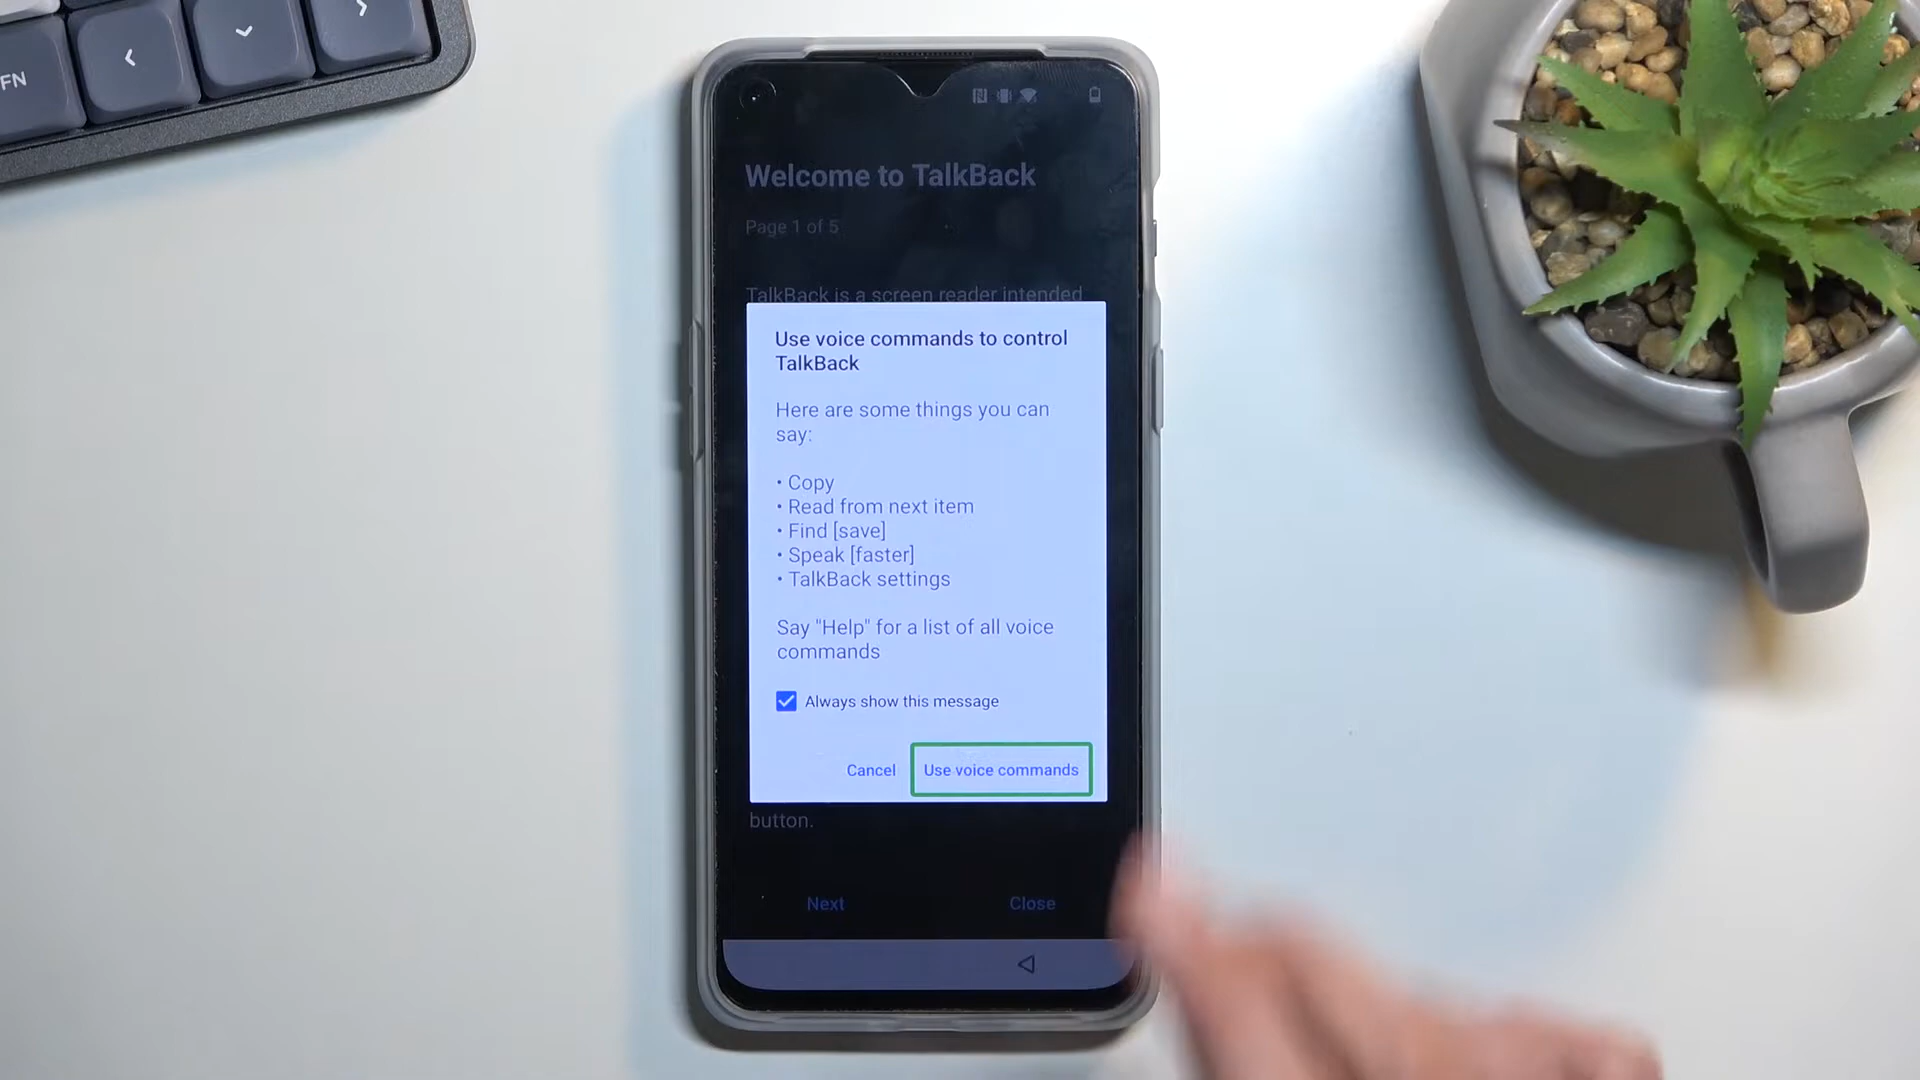 FN
Welcome to TalkBack
Page 1 of 5
TalkBack is a screen reader intended
Use voice commands to control
TalkBack
Here are some things you can
say:
• Copy
• Read from next item
• Find [save]
• Speak [faster]
• TalkBack settings
Say "Help" for a list of all voice
commands
Always show this message
Cancel
Use voice commands
button.
Next
Close